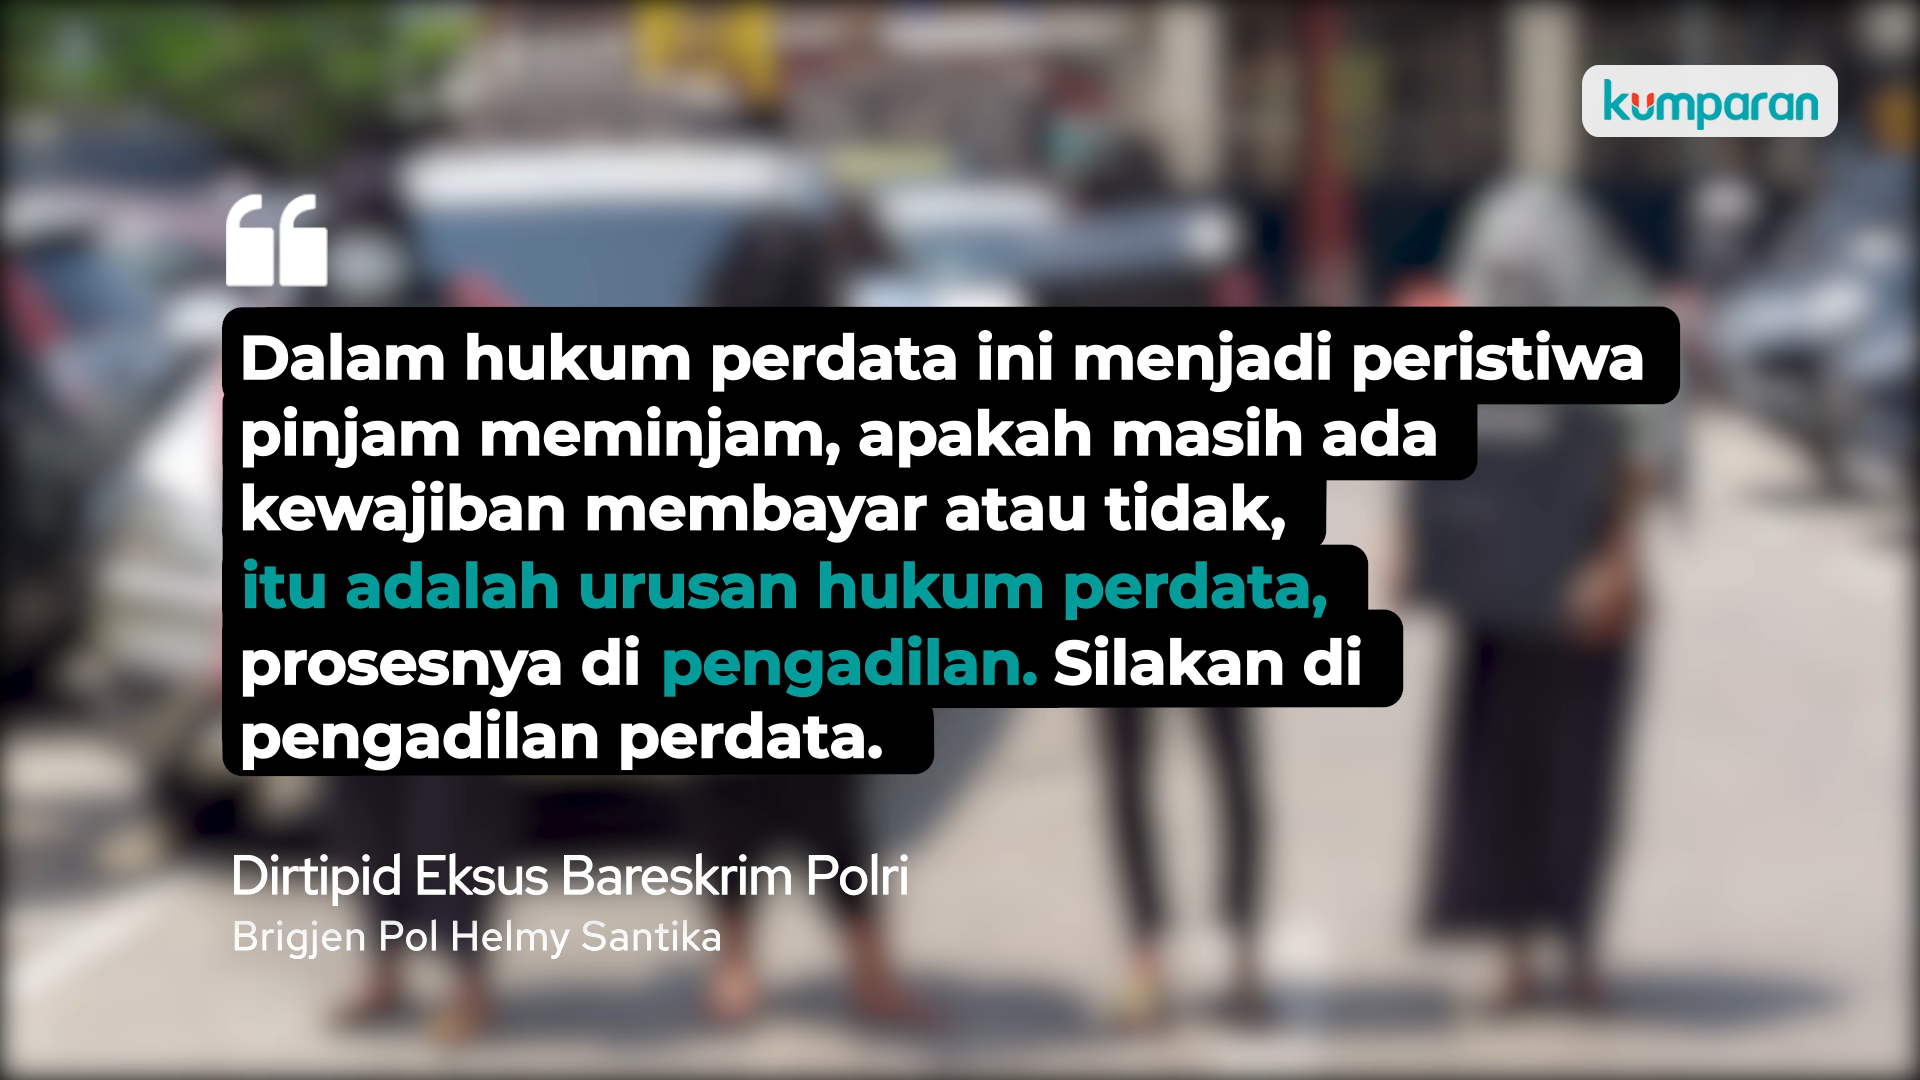 kumparan
Dalam hukum perdata ini menjadi peristiwa
pinjam meminjam, apakah masih ada
kewajiban membayar atau tidak,
itu adalah urusan hukum perdata,
prosesnya di pengadilan. Silakan di
pengadilan perdata.
Dirtipid Eksus Bareskrim Polri
Brigjen Pol Helmy Santika